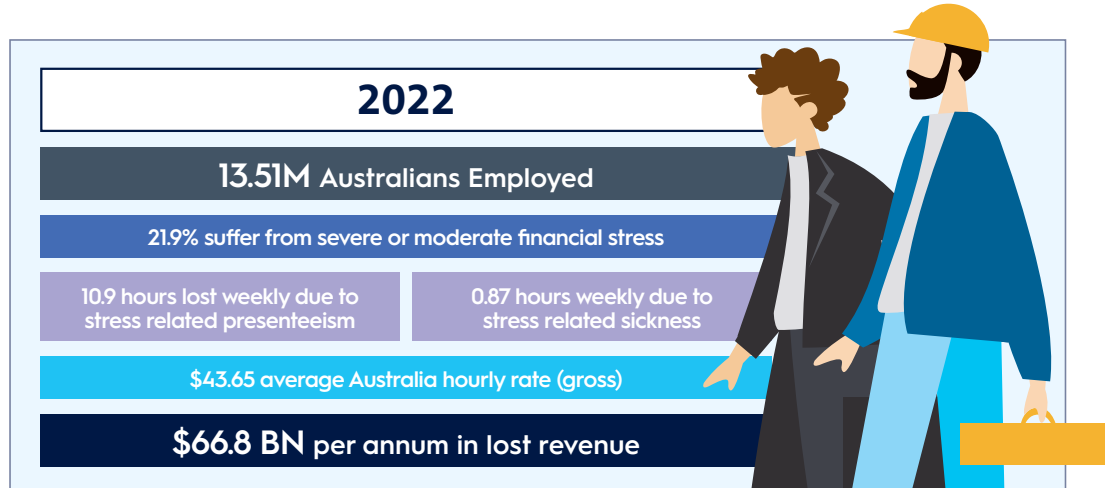 2022
13.51M Australians Employed
21.9% suffer from severe or moderate financial stress
10.9 hours lost weekly due to
stress related presenteeism
0.87 hours weekly due to
stress related sickness
$43.65 average Australia hourly rate (gross)
$66.8 BN per annum in lost revenue